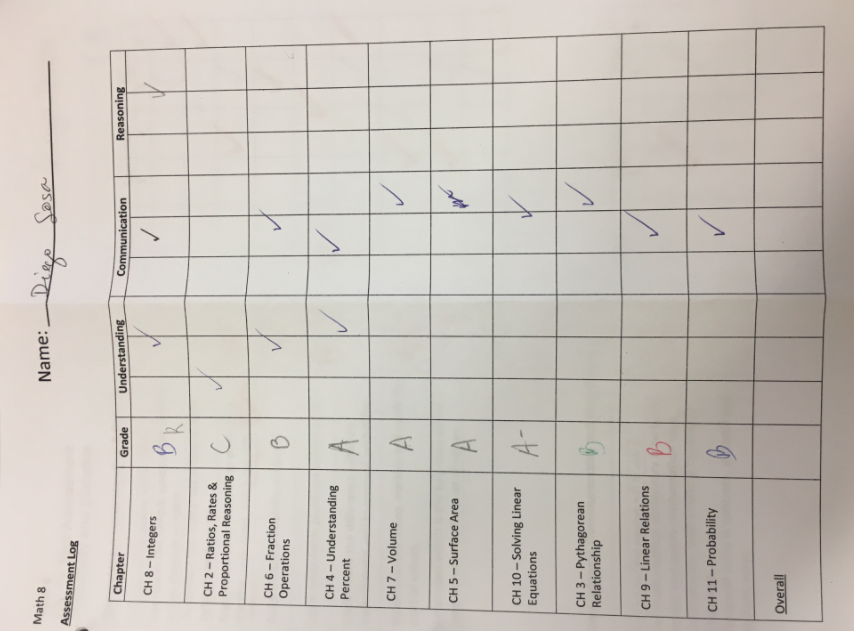 Math 8
Assessment Log
Name: Diego Sosa
Chapter Grade Understanding Communication Reasoning
CH 8 – Integers B ✓ ✓ ✓
CH 2 – Ratios, Rates &
Proportional Reasoning C ✓
CH 6 – Fraction
Operations B ✓ ✓
CH 4 – Understanding
Percent A ✓ ✓
CH 7 – Volume A ✓
CH 5 – Surface Area A
CH 10 – Solving Linear
Equations A- ✓
CH 3 – Pythagorean
Relationship B ✓
CH 9 – Linear Relations B ✓
CH 11 – Probability B ✓
Overall